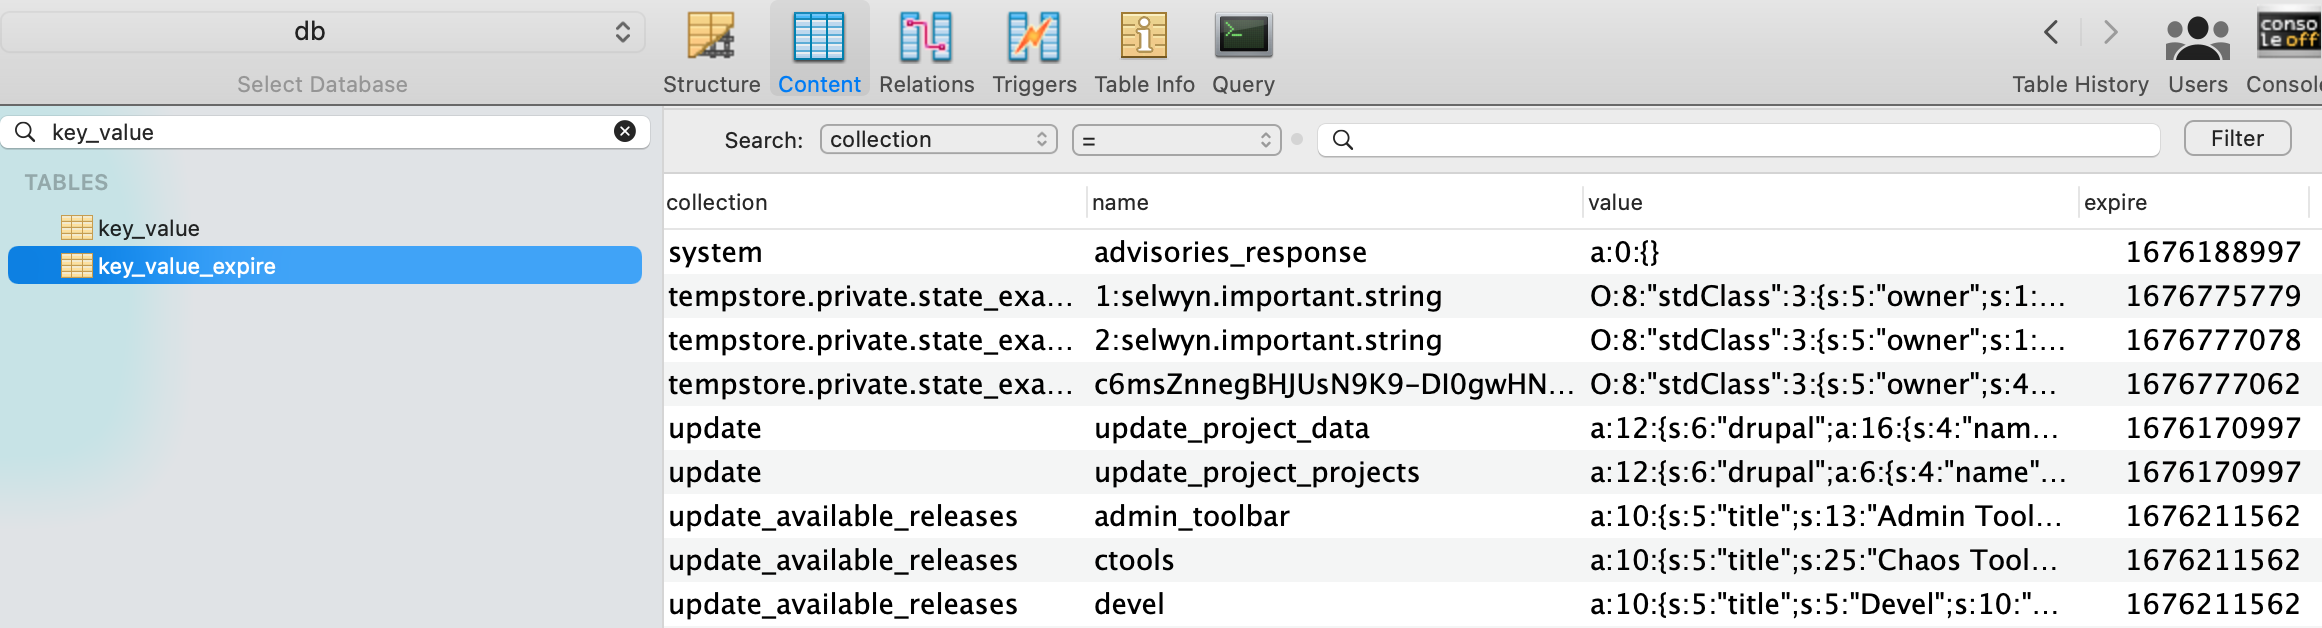 db
Select Database
Structure Content Relations Triggers Table Info Query
Table History Users
conso
le off
key_value
TABLES
key_value
key_value_expire
Search: collection = Filter
collection name value expire
system advisories_response a:0:{} 1676188997
tempstore.private.state_exa... 1:selwyn.important.string O:8:"stdClass":3:{s:5:"owner";s:1:... 1676775779
tempstore.private.state_exa... 2:selwyn.important.string O:8:"stdClass":3:{s:5:"owner";s:1:... 1676777078
tempstore.private.state_exa... c6msZnnegBHJUsN9K9-DI0gwHN... O:8:"stdClass":3:{s:5:"owner";s:4... 1676777062
update update_project_data a:12:{s:6:"drupal";a:16:{s:4:"nam... 1676170997
update update_project_projects a:12:{s:6:"drupal";a:6:{s:4:"name"... 1676170997
update_available_releases admin_toolbar a:10:{s:5:"title";s:13:"Admin Tool... 1676211562
update_available_releases ctools a:10:{s:5:"title";s:25:"Chaos Tool... 1676211562
update_available_releases devel a:10:{s:5:"title";s:5:"Devel";s:10:"... 1676211562